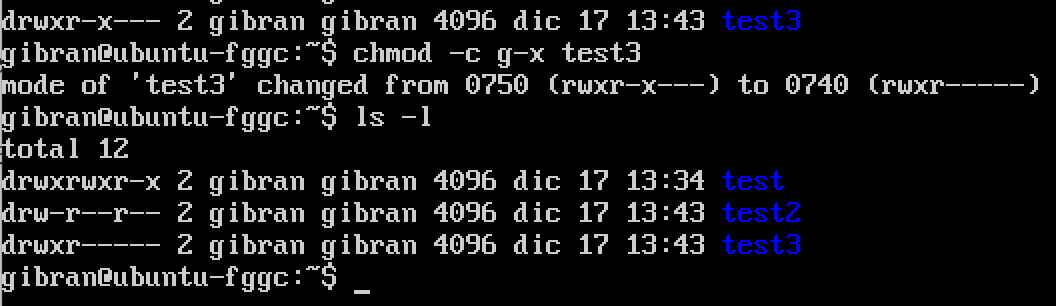 drwxr-x--- 2 gibran gibran 4096 dic 17 13:43 test3
gibran@ubuntu-fggc:~$ chmod -c g-x test3
mode of 'test3' changed from 0750 (rwxr-x---) to 0740 (rwxr-----)
gibran@ubuntu-fggc:~$ ls -l
total 12
drwxrwxr-x 2 gibran gibran 4096 dic 17 13:34 test
drw-r--r-- 2 gibran gibran 4096 dic 17 13:43 test2
drwxr----- 2 gibran gibran 4096 dic 17 13:43 test3
gibran@ubuntu-fggc:~$ _